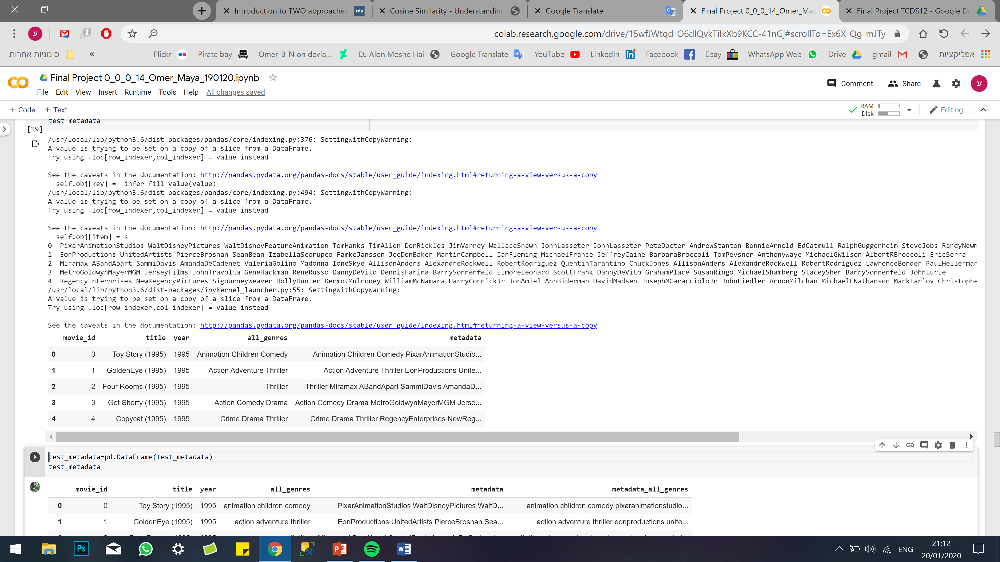 Introduction to TWO approaches
tds
Cosine Similarity - Understanding
Google Translate
Final Project 0_0_0_14_Omer_May
Final Project TCDS12 - Google Dr
ע
colab.research.google.com/drive/15wfJWtqd_O6dIQvkTiIkXb9KCC-41nGj#scrollTo=Ex6X_Qg_mJTy
סימניות אחרות
«
Flickr
Pirate bay
Omer-B-N on devia...
DJ Alon Moshe Hai
Google Translate
YouTube
LinkedIn
Facebook
Ebay
WhatsApp Web
Drive
gmail
אפליקציות
Final Project 0_0_0_14_Omer_Maya_190120.ipynb
File Edit View Insert Runtime Tools Help All changes saved
Comment
Share
ע
+ Code + Text
RAM
Disk
Editing
test_metadata
[19]
/usr/local/lib/python3.6/dist-packages/pandas/core/indexing.py:376: SettingWithCopyWarning:
A value is trying to be set on a copy of a slice from a DataFrame.
Try using .loc[row_indexer,col_indexer] = value instead
See the caveats in the documentation: http://pandas.pydata.org/pandas-docs/stable/user_guide/indexing.html#returning-a-view-versus-a-copy
self.obj[key] = _infer_fill_value(value)
/usr/local/lib/python3.6/dist-packages/pandas/core/indexing.py:494: SettingWithCopyWarning:
A value is trying to be set on a copy of a slice from a DataFrame.
Try using .loc[row_indexer,col_indexer] = value instead
See the caveats in the documentation: http://pandas.pydata.org/pandas-docs/stable/user_guide/indexing.html#returning-a-view-versus-a-copy
self.obj[item] = s
0 PixarAnimationStudios WaltDisneyPictures WaltDisneyFeatureAnimation TomHanks TimAllen DonRickles JimVarney WallaceShawn JohnLasseter JohnLasseter PeteDocter AndrewStanton BonnieArnold EdCatmull RalphGuggenheim SteveJobs RandyNewm
1 EonProductions UnitedArtists PierceBrosnan SeanBean IzabellaScorupco FamkeJanssen JoeDonBaker MartinCampbell IanFleming MichaelFrance JeffreyCaine BarbaraBroccoli TomPevsner AnthonyWaye MichaelGWilson AlbertRBroccoli ÉricSerra
2 Miramax ABandApart SammiDavis AmandaDeCadenet ValeriaGolino Madonna IoneSkye AllisonAnders AlexandreRockwell RobertRodriguez QuentinTarantino ChuckJones AllisonAnders AlexandreRockwell RobertRodriguez LawrenceBender PaulHellerman
3 MetroGoldwynMayerMGM JerseyFilms JohnTravolta GeneHackman ReneRusso DannyDeVito DennisFarina BarrySonnenfeld ElmoreLeonard ScottFrank DannyDeVito GrahamPlace SusanRingo MichaelShamberg StaceySher BarrySonnenfeld JohnLurie
4 RegencyEnterprises NewRegencyPictures SigourneyWeaver HollyHunter DermotMulroney WilliamMcNamara HarryConnickJr JonAmiel AnnBiderman DavidMadsen JosephMCaraccioloJr JohnFiedler ArnonMilchan MichaelGNathanson MarkTarlov Christophe
/usr/local/lib/python3.6/dist-packages/ipykernel_launcher.py:55: SettingWithCopyWarning:
A value is trying to be set on a copy of a slice from a DataFrame.
Try using .loc[row_indexer,col_indexer] = value instead
See the caveats in the documentation: http://pandas.pydata.org/pandas-docs/stable/user_guide/indexing.html#returning-a-view-versus-a-copy
movie_id title year all_genres metadata
0 0 Toy Story (1995) 1995 Animation Children Comedy Animation Children Comedy PixarAnimationStudio...
1 1 GoldenEye (1995) 1995 Action Adventure Thriller Action Adventure Thriller EonProductions Unite...
2 2 Four Rooms (1995) 1995 Thriller Thriller Miramax ABandApart SammiDavis AmandaD...
3 3 Get Shorty (1995) 1995 Action Comedy Drama Action Comedy Drama MetroGoldwynMayerMGM Jerse...
4 4 Copycat (1995) 1995 Crime Drama Thriller Crime Drama Thriller RegencyEnterprises NewReg...
test_metadata=pd.DataFrame(test_metadata)
test_metadata
movie_id title year all_genres metadata metadata_all_genres
0 0 Toy Story (1995) 1995 animation children comedy PixarAnimationStudios WaltDisneyPictures WaltD... animation children comedy pixaranimationstudio...
1 1 GoldenEye (1995) 1995 action adventure thriller EonProductions UnitedArtists PierceBrosnan Sea... action adventure thriller eonproductions unite...
Ps
ENG
21:12
20/01/2020